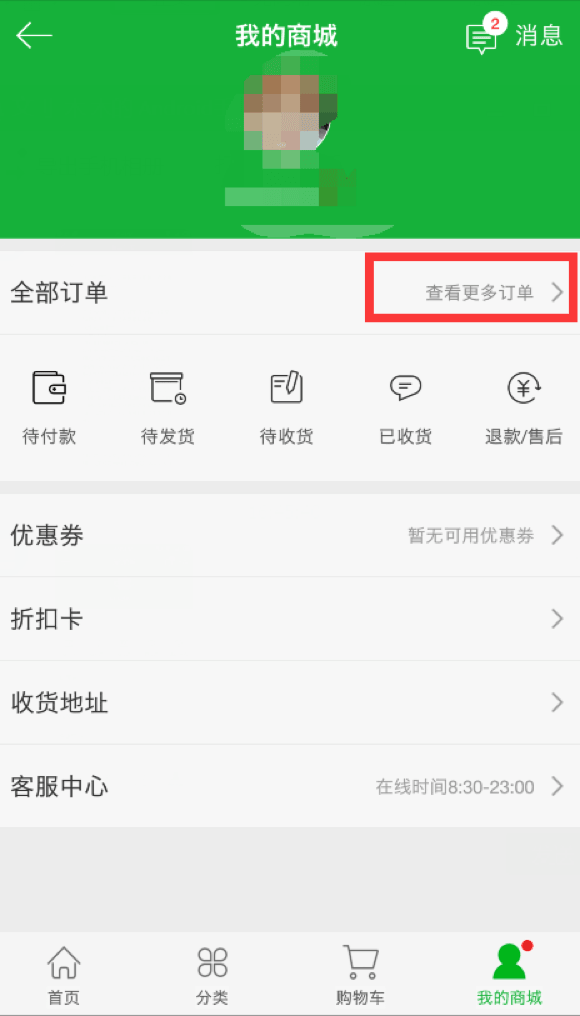 我的商城
2
消息
全部订单
查看更多订单
待付款
待发货
待收货
已收货
退款/售后
优惠券
暂无可用优惠券
折扣卡
收货地址
客服中心
在线时间8:30-23:00
首页
分类
购物车
我的商城